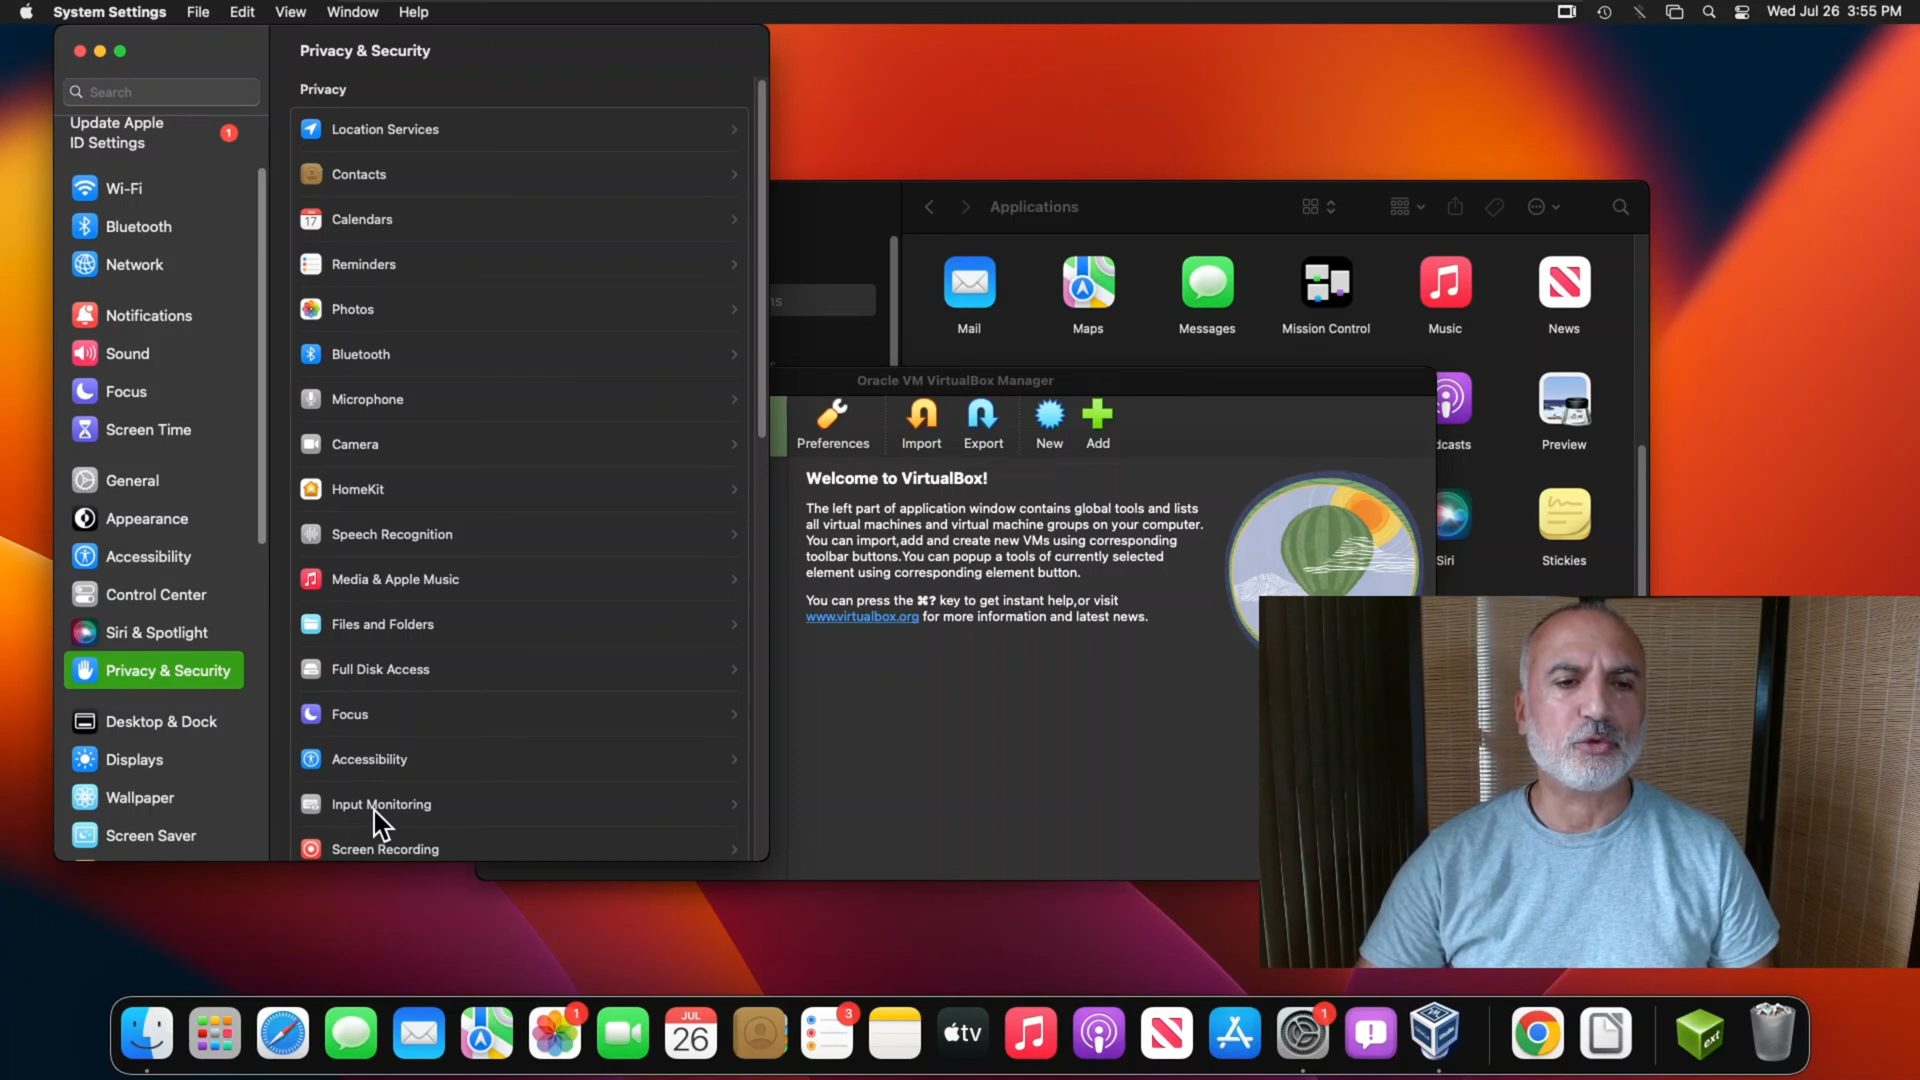 System Settings File Edit View Window Help
Wed Jul 26 3:55 PM
Search
Update Apple
ID Settings
1
Wi-Fi
Bluetooth
Network
Notifications
Sound
Focus
Screen Time
General
Appearance
Accessibility
Control Center
Siri & Spotlight
Privacy & Security
Desktop & Dock
Displays
Wallpaper
Screen Saver
Privacy & Security
Privacy
Location Services
Contacts
17
Calendars
Reminders
Photos
Bluetooth
Microphone
Camera
HomeKit
Speech Recognition
Media & Apple Music
Files and Folders
Full Disk Access
Focus
Accessibility
Input Monitoring
Screen Recording
Applications
Mail
Maps
Messages
Mission Control
Music
News
dcasts
Preview
Siri
Stickies
ns
Oracle VM VirtualBox Manager
Preferences
Import
Export
New
Add
Welcome to VirtualBox!
The left part of application window contains global tools and lists
all virtual machines and virtual machine groups on your computer.
You can import,add and create new VMs using corresponding
toolbar buttons.You can popup a tools of currently selected
element using corresponding element button.
You can press the ⌘? key to get instant help,or visit
www.virtualbox.org for more information and latest news.
1
JUL
26
3
tv
1
ext